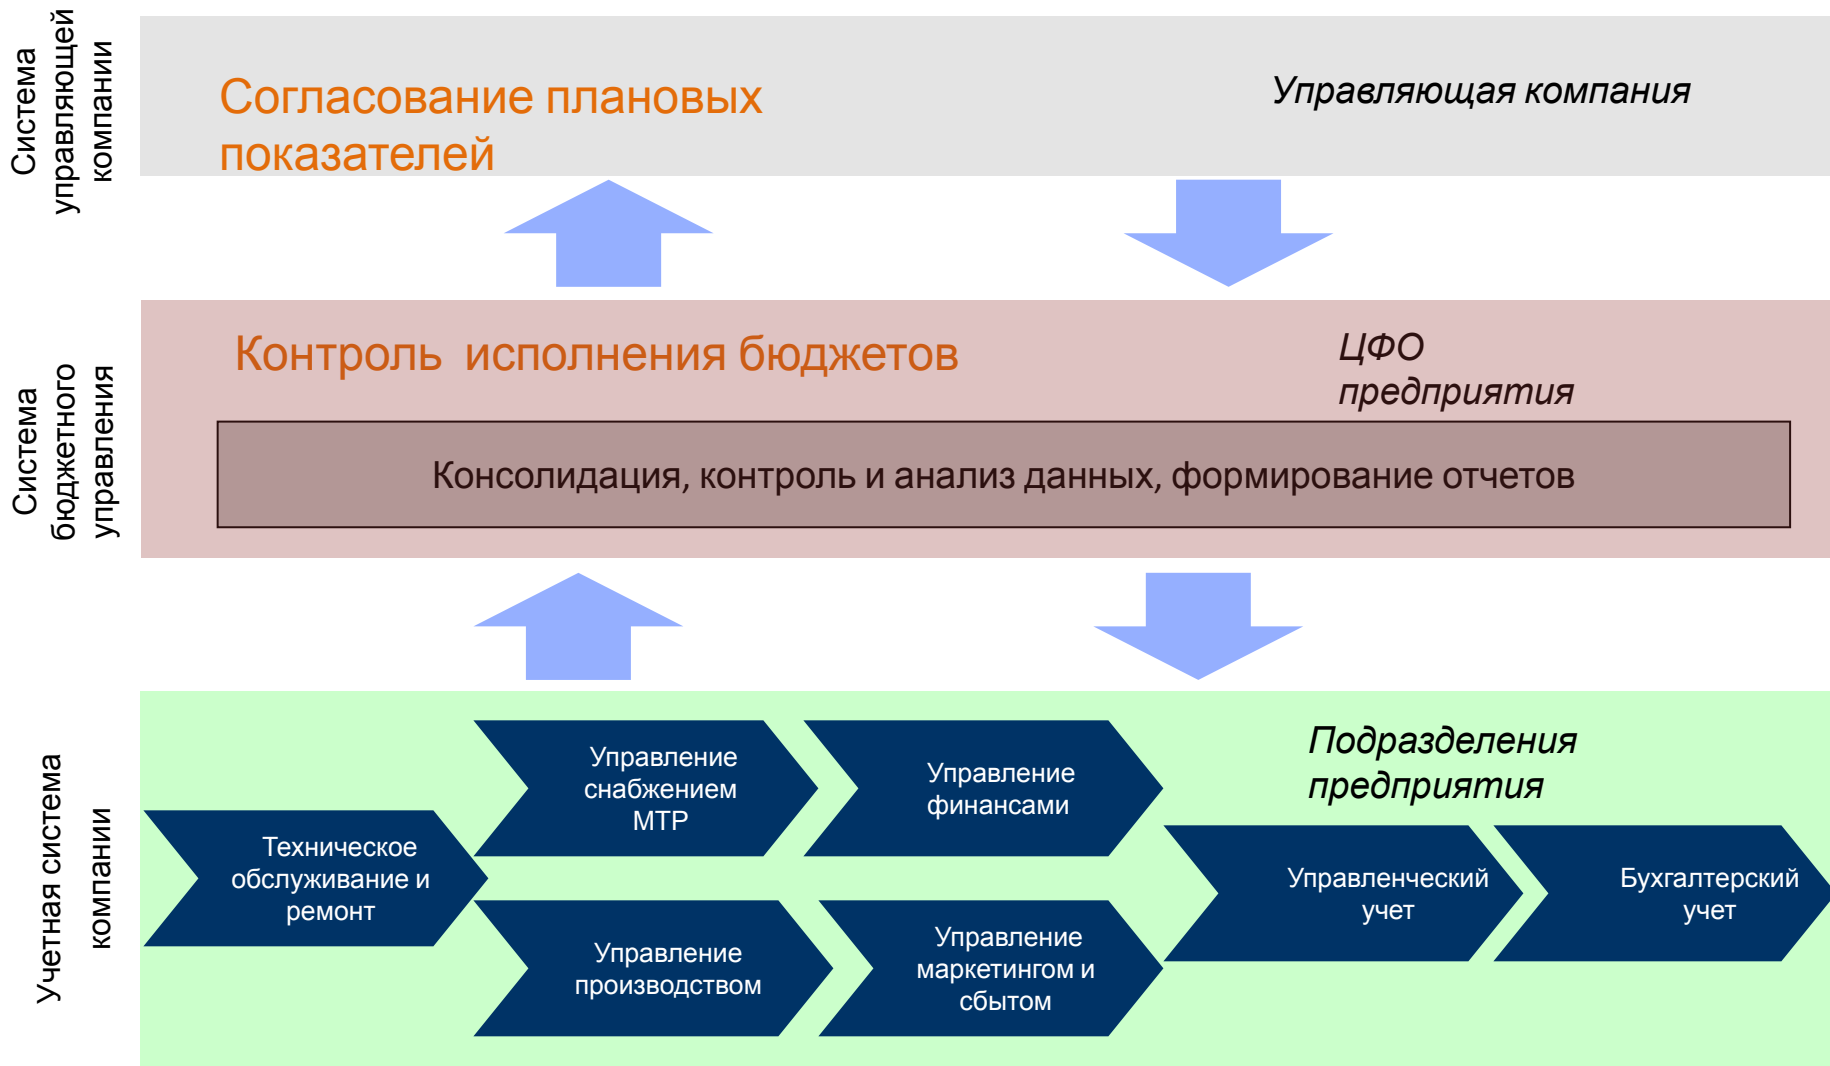 Система
управляющей
компании
Согласование плановых
показателей
Управляющая компания
Система
бюджетного
управления
Контроль исполнения бюджетов
ЦФО
предприятия
Консолидация, контроль и анализ данных, формирование отчетов
Учетная система
компании
Подразделения
предприятия
Техническое
обслуживание и
ремонт
Управление
снабжением
МТР
Управление
финансами
Управление
производством
Управление
маркетингом и
сбытом
Управленческий
учет
Бухгалтерский
учет